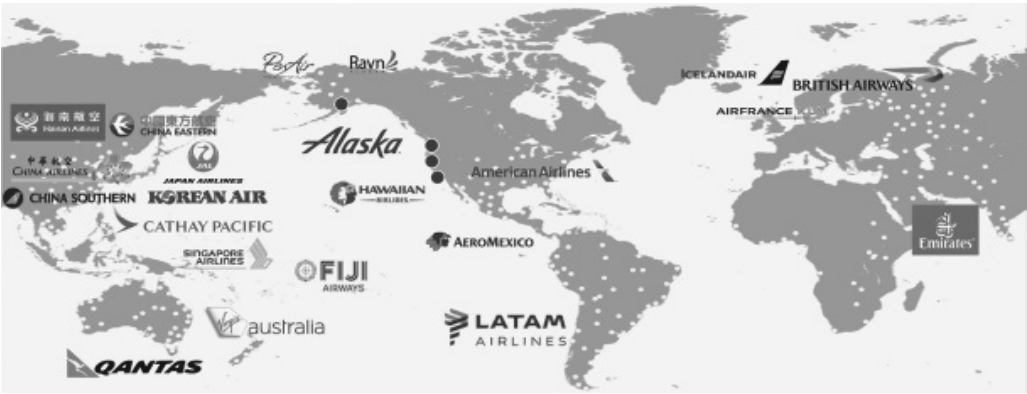 PenAir
Ravn
ICELANDAIR
BRITISH AIRWAYS
AIRFRANCE
海南航空
Hainan Airlines
中國東方航空
CHINA EASTERN
Alaska
中華航空
CHINA AIRLINES
JAL
JAPAN AIRLINES
American Airlines
CHINA SOUTHERN
KOREAN AIR
HAWAIIAN
AIRLINES
CATHAY PACIFIC
SINGAPORE
AIRLINES
AEROMEXICO
Emirates
FIJI
AIRWAYS
Virgin australia
LATAM
AIRLINES
QANTAS